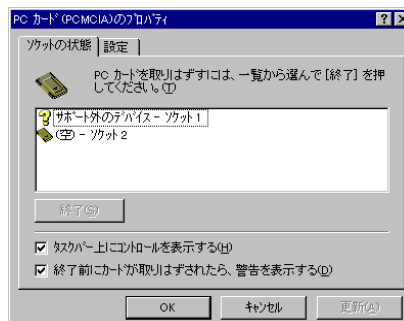 PC ｶｰﾄﾞ(PCMCIA)のﾌﾟﾛﾊﾟﾃｨ
ｿｹｯﾄの状態
設定
PC ｶｰﾄﾞを取りはずすには、一覧から選んで [終了] を押
してください。(T)
ｻﾎﾟｰﾄ外のﾃﾞﾊﾞｲｽ - ｿｹｯﾄ 1
(空) - ｿｹｯﾄ 2
終了(S)
ﾀｽｸﾊﾞｰ上にｺﾝﾄﾛｰﾙを表示する(H)
終了前にｶｰﾄﾞが取りはずされたら、警告を表示する(D)
OK
ｷｬﾝｾﾙ
更新(A)